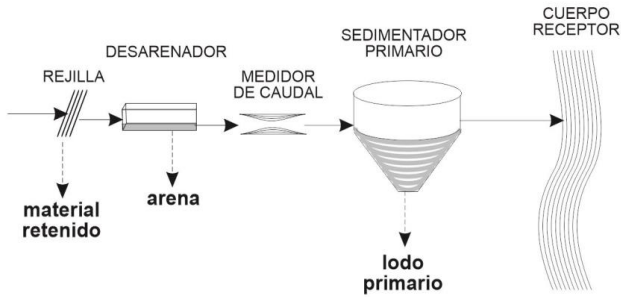 REJILLA
DESARENADOR
MEDIDOR
DE CAUDAL
SEDIMENTADOR
PRIMARIO
CUERPO
RECEPTOR
material
retenido
arena
lodo
primario